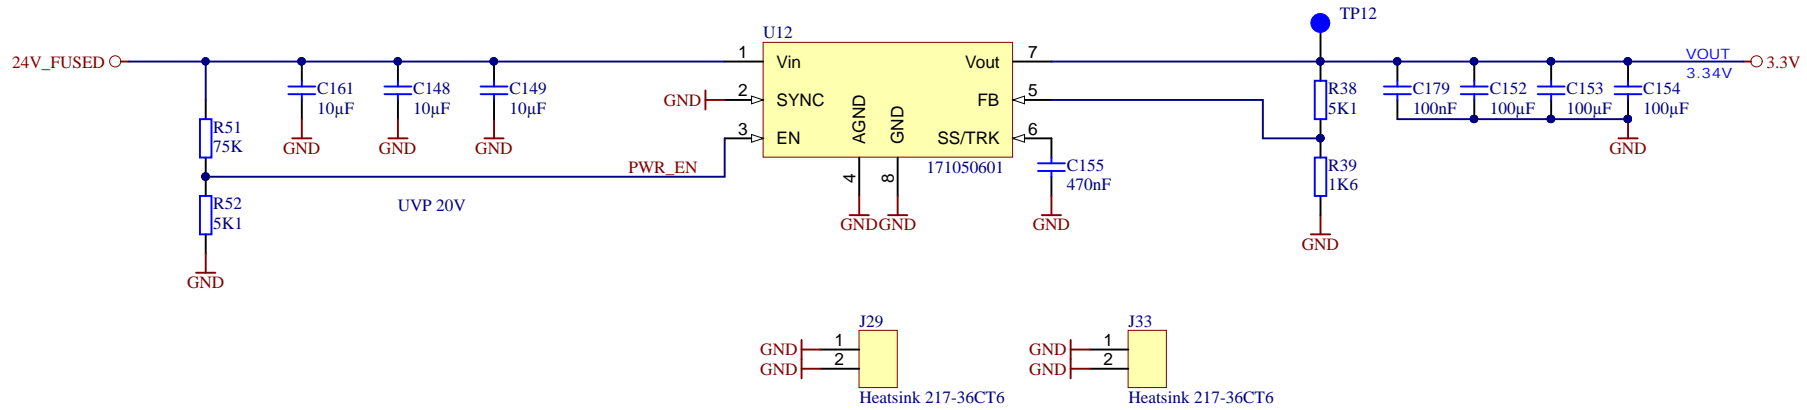 TP12
U12
24V_FUSED
1
Vin
Vout
7
VOUT
3.34V
3.3V
C161
10µF
C148
10µF
C149
10µF
GND
2
SYNC
FB
5
R38
5K1
C179
100nF
C152
100µF
C153
100µF
C154
100µF
R51
75K
3
EN
AGND
GND
SS/TRK
6
GND
GND
GND
GND
PWR_EN
171050601
C155
470nF
R39
1K6
4
8
R52
5K1
UVP 20V
GND
GND
GND
GND
GND
J29
J33
GND
1
GND
2
GND
1
GND
2
Heatsink 217-36CT6
Heatsink 217-36CT6